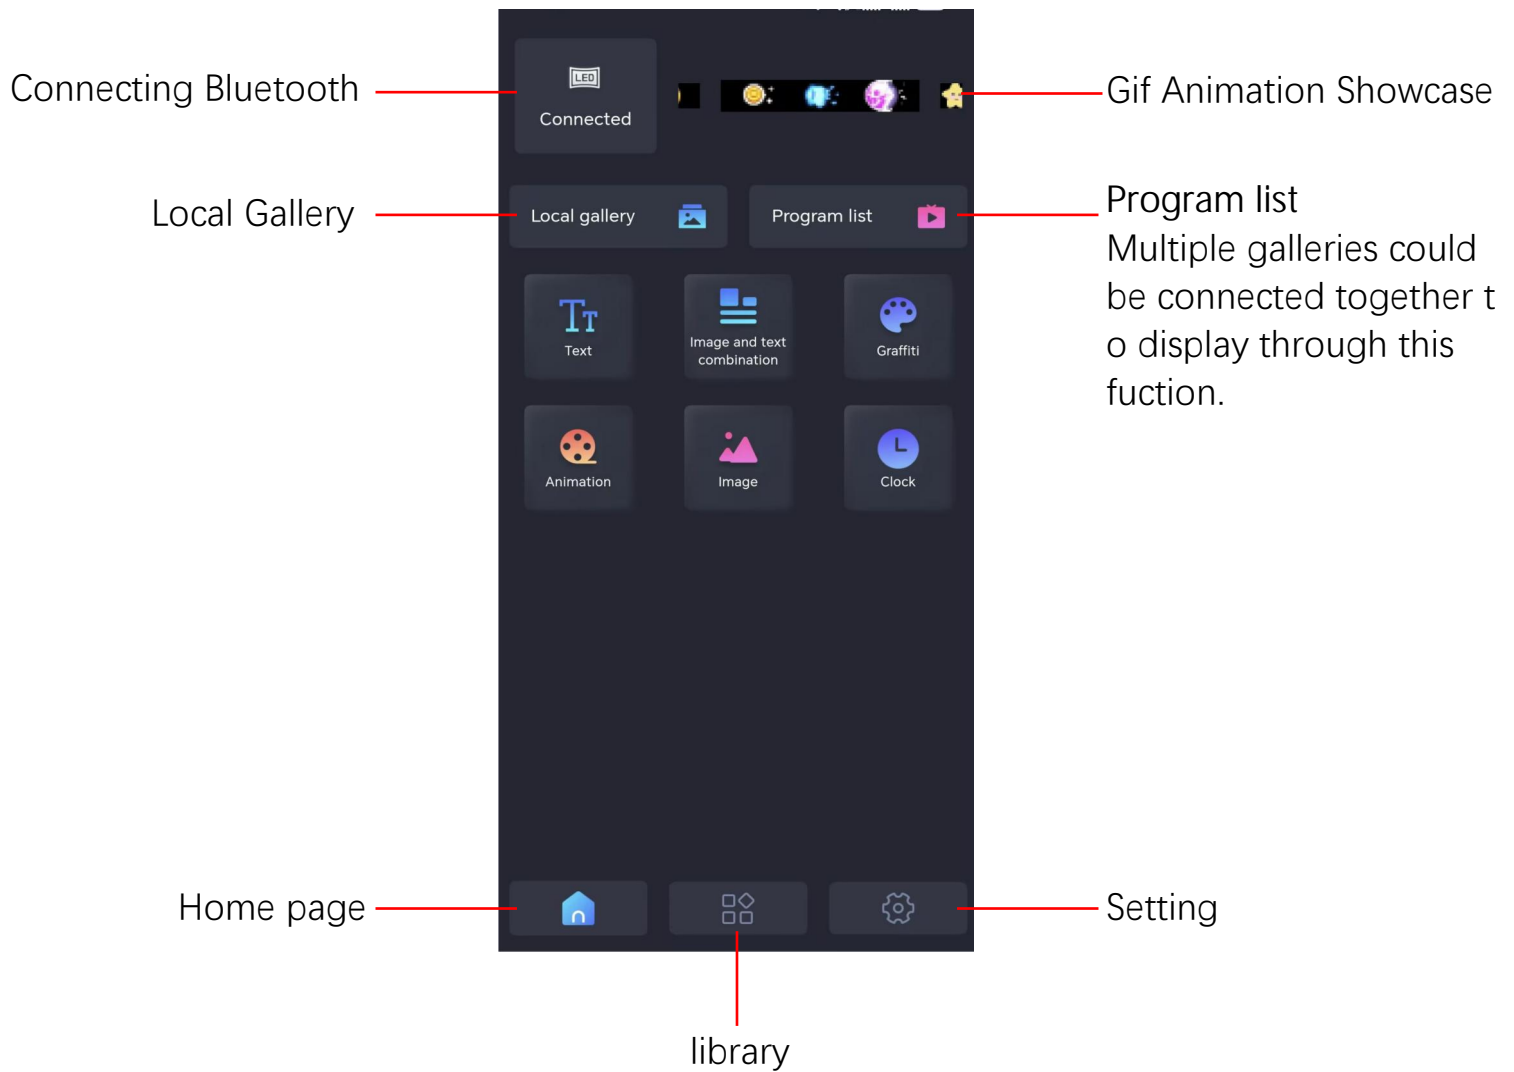 LED
Connected
Connecting Bluetooth
Gif Animation Showcase
Local Gallery
Local gallery
Program list
Program list
Multiple galleries could
be connected together t
o display through this
fuction.
Text
Image and text
combination
Graffiti
Animation
Image
Clock
Home page
Setting
library